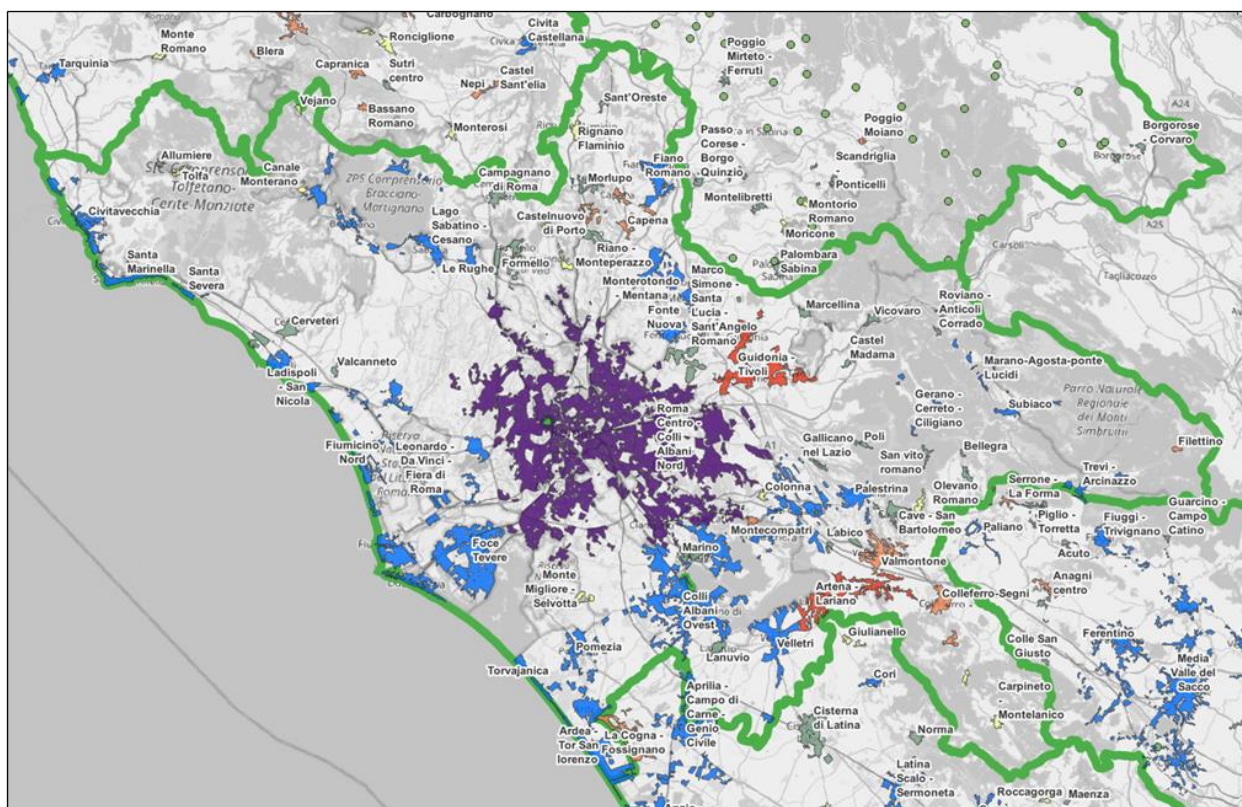 Carbognano
Civita
Castellana
Monte
Romano
Ronciglione
Blera
Sutri
centro
Poggio
Mirteto -
Ferruti
Tarquinia
Capranica
Castel
Sant'elia
Nepi
Sant'Oreste
Vejano
Bassano
Romano
A24
Monterosi
Rignano
Flaminio
Passo
Corese -
Borgo
Quinzio
Poggio
Moiano
Borgorose
- Corvaro
Scandriglia
Allumiere
Tolfa
Comprensorio
Tolfetano-
Cerite-Manziate
Canale
Monterano
ZPS Comprensorio
Bracciano-
Martignano
Campagnano
di Roma
Morlupo
Fiano
Romano
Ponticelli
Montelibretti
Montorio
Romano
Civitavecchia
Lago
Sabatino -
Cesano
Castelnuovo
di Porto
Capena
Moricone
A25
Carsoli
Santa
Marinella
Santa
Severa
Le Rughe
Formello
Riano -
Monteperazzo
Palombara
Sabina
Tagliacozzo
Monterotondo
- Mentana
Marco
Simone -
Santa
Lucia -
Sant'Angelo
Romano
Fonte
Nuova
Marcellina
Vicovaro
Roviano -
Anticoli
Corrado
Cerveteri
Valcanneto
Ladispoli
- San
Nicola
Guidonia -
Tivoli
Castel
Madama
Marano-Agosta-ponte
Lucidi
Parco Naturale
Regionale
dei Monti
Simbruini
Gerano -
Cerreto -
Ciligiano
Subiaco
Roma
Centro -
Colli
Albani
Nord
Fiumicino
Nord
Riserva
Leonardo -
Da Vinci -
Fiera di
Roma
A1
Gallicano
nel Lazio
Poli
San vito
romano
Bellegra
Filettino
Colonna
Palestrina
Olevano
Romano
Serrone -
La Forma
Trevi -
Arcinazzo
Guarcino -
Campo
Catino
Montecompatri
Cave - San
Bartolomeo
Paliano
Piglio -
Torretta
Fiuggi -
Trivignano
Foce
Tevere
Marino
Labico
Valmontone
Acuto
Monte
Migliore -
Selvotta
Colli
Albani
Ovest
Artena -
Lariano
Colleferro-Segni
Anagni
centro
Pomezia
Lanuvio
Velletri
Giulianello
Colle San
Giusto
Ferentino
Torvajanica
Media
Valle del
Sacco
Aprilia -
Campo di
Carne -
Genio
Civile
Cori
Carpineto
-
Montelanico
Cisterna
di Latina
Ardea -
Tor San
lorenzo
La Cogna -
Fossignano
Norma
Latina
Scalo -
Sermoneta
Roccagorga
Maenza